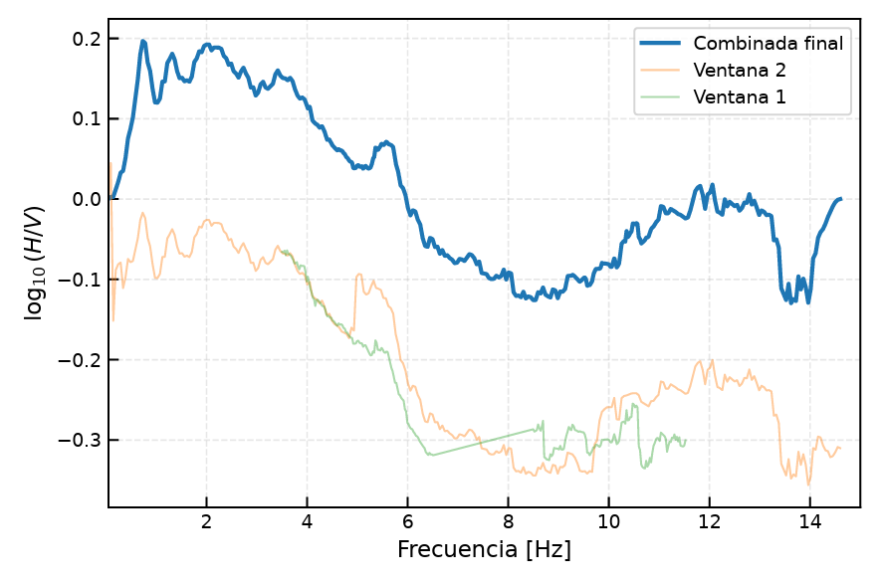 0.2
0.1
0.0
−0.1
−0.2
−0.3
log₁₀(H/V)
Combinada final
Ventana 2
Ventana 1
2 4 6 8 10 12 14
Frecuencia [Hz]